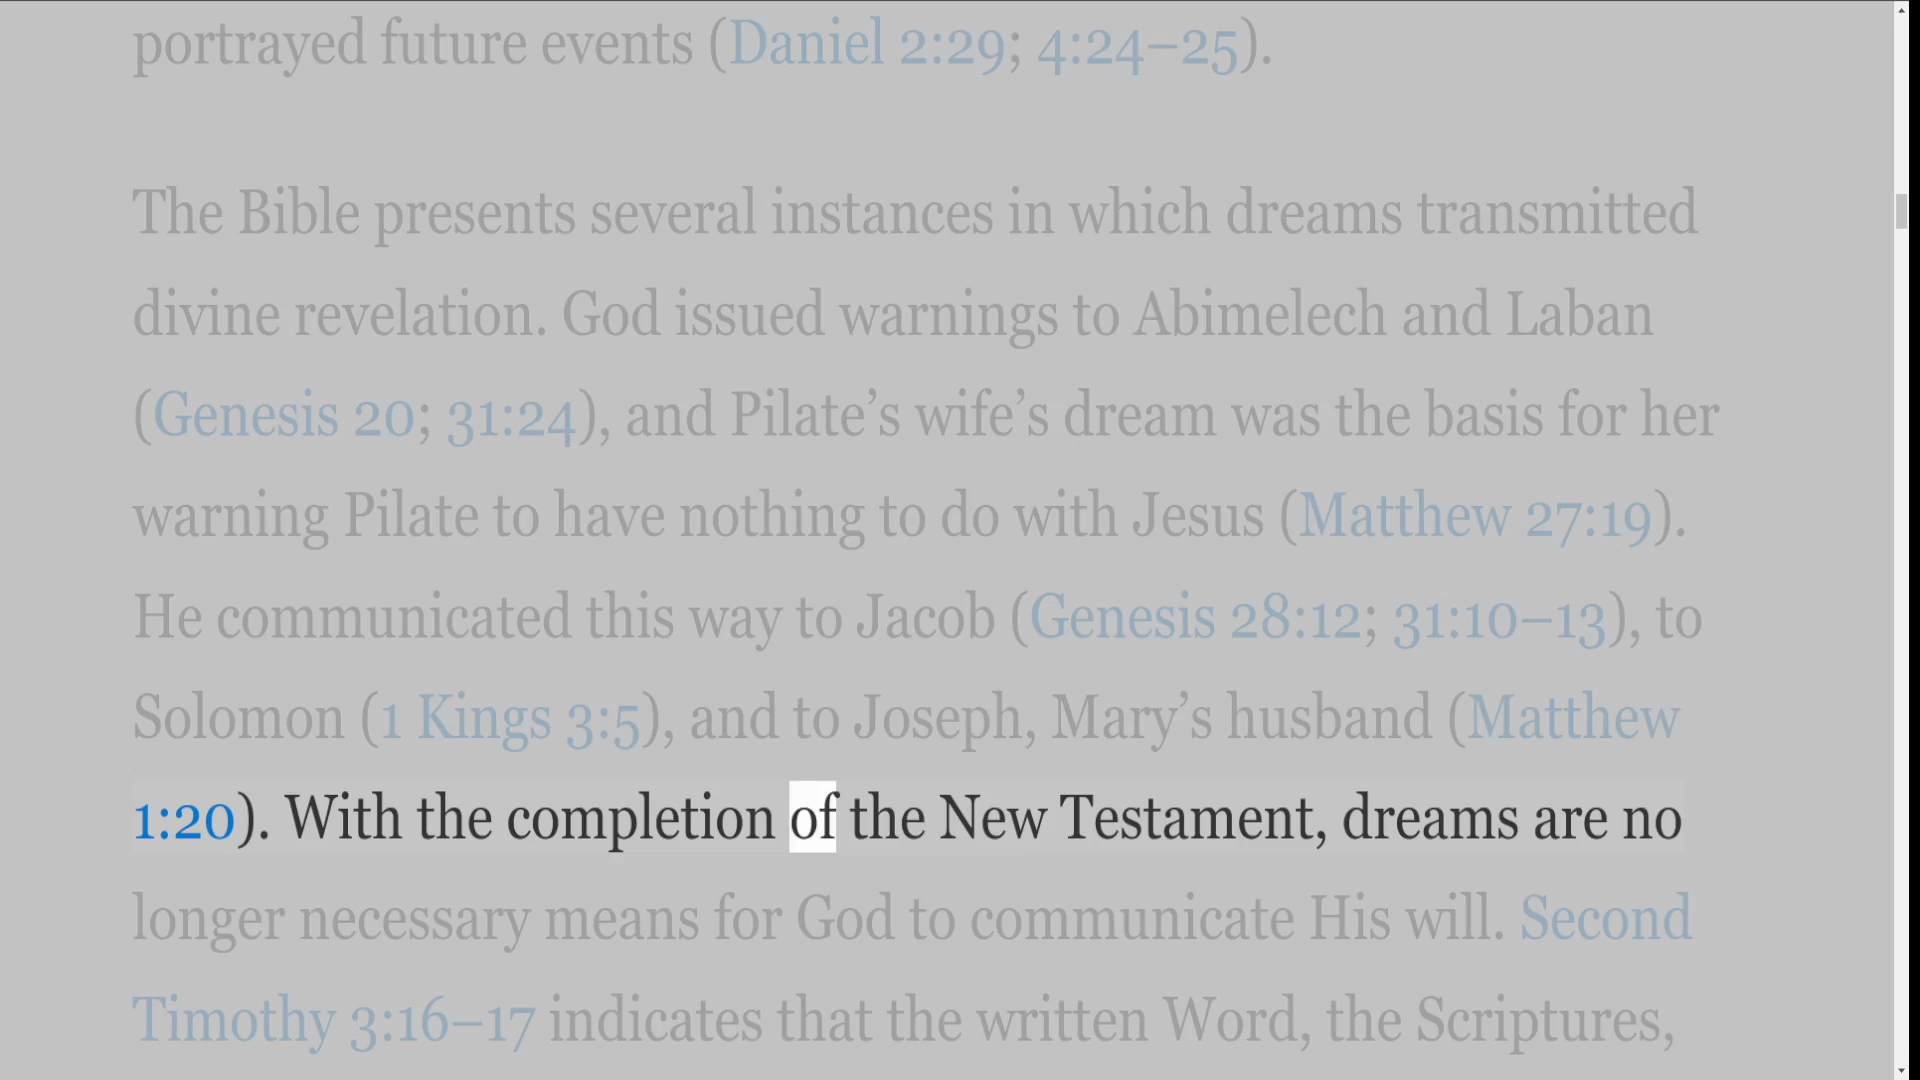 portrayed future events (Daniel 2:29; 4:24–25).
The Bible presents several instances in which dreams transmitted
divine revelation. God issued warnings to Abimelech and Laban
(Genesis 20; 31:24), and Pilate’s wife’s dream was the basis for her
warning Pilate to have nothing to do with Jesus (Matthew 27:19).
He communicated this way to Jacob (Genesis 28:12; 31:10–13), to
Solomon (1 Kings 3:5), and to Joseph, Mary’s husband (Matthew
1:20). With the completion of the New Testament, dreams are no
longer necessary means for God to communicate His will. Second
Timothy 3:16–17 indicates that the written Word, the Scriptures,